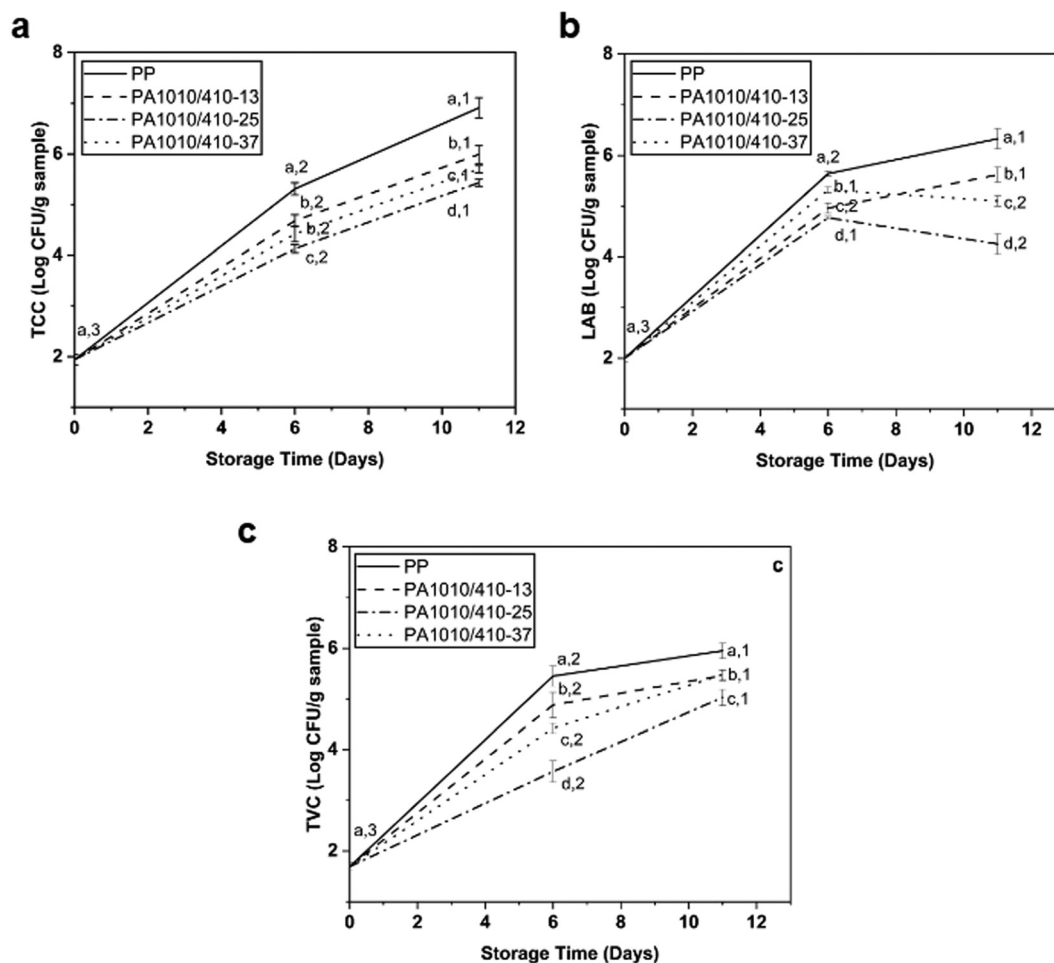 a
8
6
4
2
TCC (Log CFU/g sample)
PP
PA1010/410-13
PA1010/410-25
PA1010/410-37
a,3
a,2
b,2
b,2
c,2
a,1
b,1
c,1
d,1
0 2 4 6 8 10 12
Storage Time (Days)
b
8
6
4
2
LAB (Log CFU/g sample)
PP
PA1010/410-13
PA1010/410-25
PA1010/410-37
a,3
a,2
b,1
c,2
d,1
a,1
b,1
c,2
d,2
0 2 4 6 8 10 12
Storage Time (Days)
c
8
6
4
2
TVC (Log CFU/g sample)
PP
PA1010/410-13
PA1010/410-25
PA1010/410-37
c
a,3
a,2
b,2
c,2
d,2
a,1
b,1
c,1
0 2 4 6 8 10 12
Storage Time (Days)